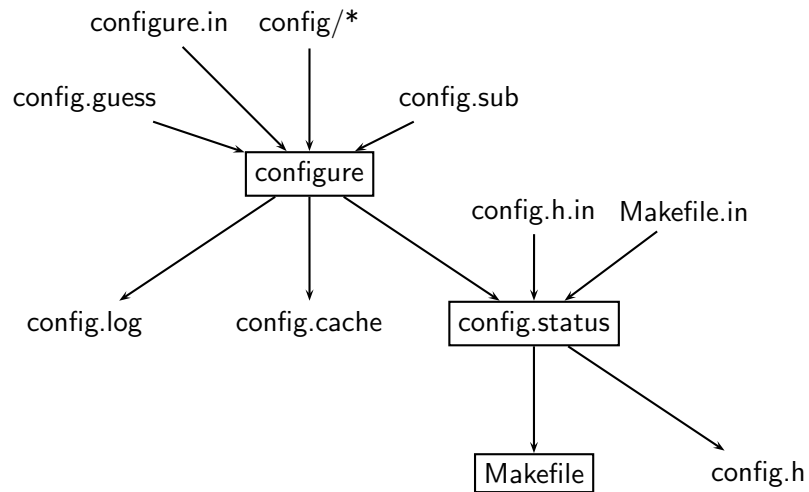 configure.in
config/*
config.guess
config.sub
configure
config.h.in
Makefile.in
config.log
config.cache
config.status
Makefile
config.h